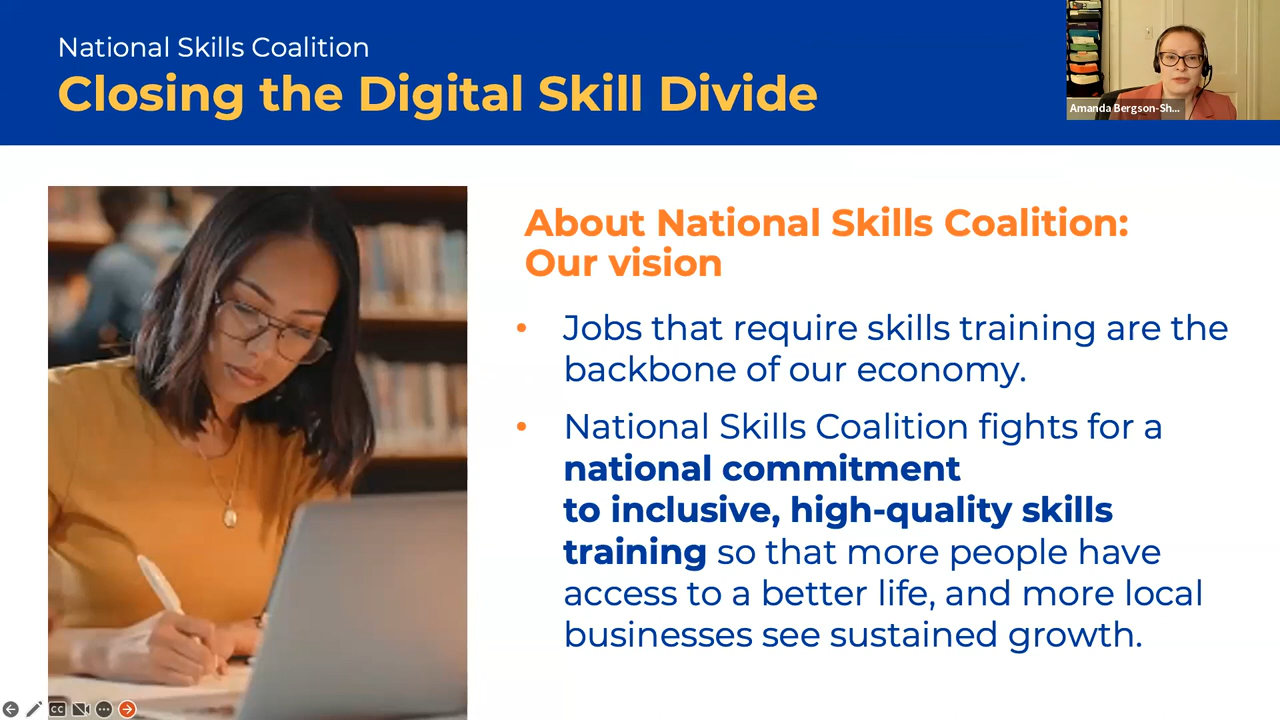 National Skills Coalition
Closing the Digital Skill Divide
Amanda Bergson-Sh...
About National Skills Coalition:
Our vision
• Jobs that require skills training are the
backbone of our economy.
• National Skills Coalition fights for a
national commitment
to inclusive, high-quality skills
training so that more people have
access to a better life, and more local
businesses see sustained growth.
CC